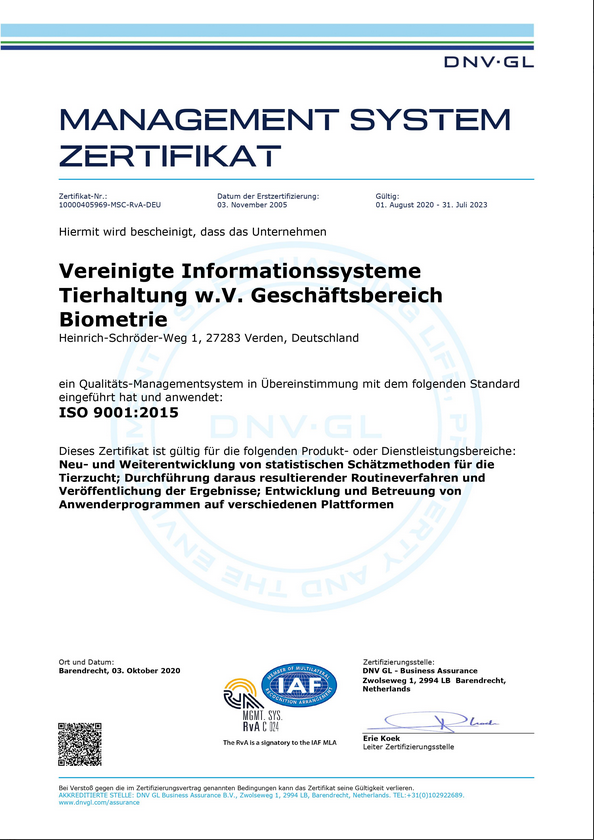 DNV·GL
MANAGEMENT SYSTEM
ZERTIFIKAT
Zertifikat-Nr.:
10000405969-MSC-RvA-DEU
Datum der Erstzertifizierung:
03. November 2005
Gültig:
01. August 2020 - 31. Juli 2023
Hiermit wird bescheinigt, dass das Unternehmen
Vereinigte Informationssysteme
Tierhaltung w.V. Geschäftsbereich
Biometrie
Heinrich-Schröder-Weg 1, 27283 Verden, Deutschland
ein Qualitäts-Managementsystem in Übereinstimmung mit dem folgenden Standard
eingeführt hat und anwendet:
ISO 9001:2015
DNV·GL
Dieses Zertifikat ist gültig für die folgenden Produkt- oder Dienstleistungsbereiche:
Neu- und Weiterentwicklung von statistischen Schätzmethoden für die
Tierzucht; Durchführung daraus resultierender Routineverfahren und
Veröffentlichung der Ergebnisse; Entwicklung und Betreuung von
Anwenderprogrammen auf verschiedenen Plattformen
Ort und Datum:
Barendrecht, 03. Oktober 2020
MEMBER OF MULTILATERAL
IAF
RECOGNITION ARRANGEMENT
RvA
MGMT. SYS.
RvA C 024
The RvA is a signatory to the IAF MLA
Zertifizierungsstelle:
DNV GL - Business Assurance
Zwolseweg 1, 2994 LB Barendrecht,
Netherlands
Erie Koek
Leiter Zertifizierungsstelle
Bei Verstoß gegen die im Zertifizierungsvertrag genannten Bedingungen kann das Zertifikat seine Gültigkeit verlieren.
AKKREDITIERTE STELLE: DNV GL Business Assurance B.V., Zwolseweg 1, 2994 LB, Barendrecht, Netherlands. TEL:+31(0)102922689.
www.dnvgl.com/assurance